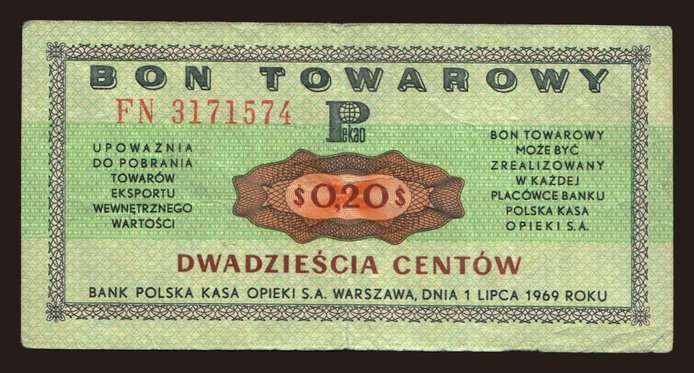 BON TOWAROWY
FN 3171574
Pekao
UPOWAŻNIA
DO POBRANIA
TOWARÓW
EKSPORTU
WEWNĘTRZNEGO
WARTOŚCI
$0,20$
BON TOWAROWY
MOŻE BYĆ
ZREALIZOWANY
W KAŻDEJ
PLACÓWCE BANKU
POLSKA KASA
OPIEKI S.A.
DWADZIEŚCIA CENTÓW
BANK POLSKA KASA OPIEKI S.A. WARSZAWA, DNIA 1 LIPCA 1969 ROKU